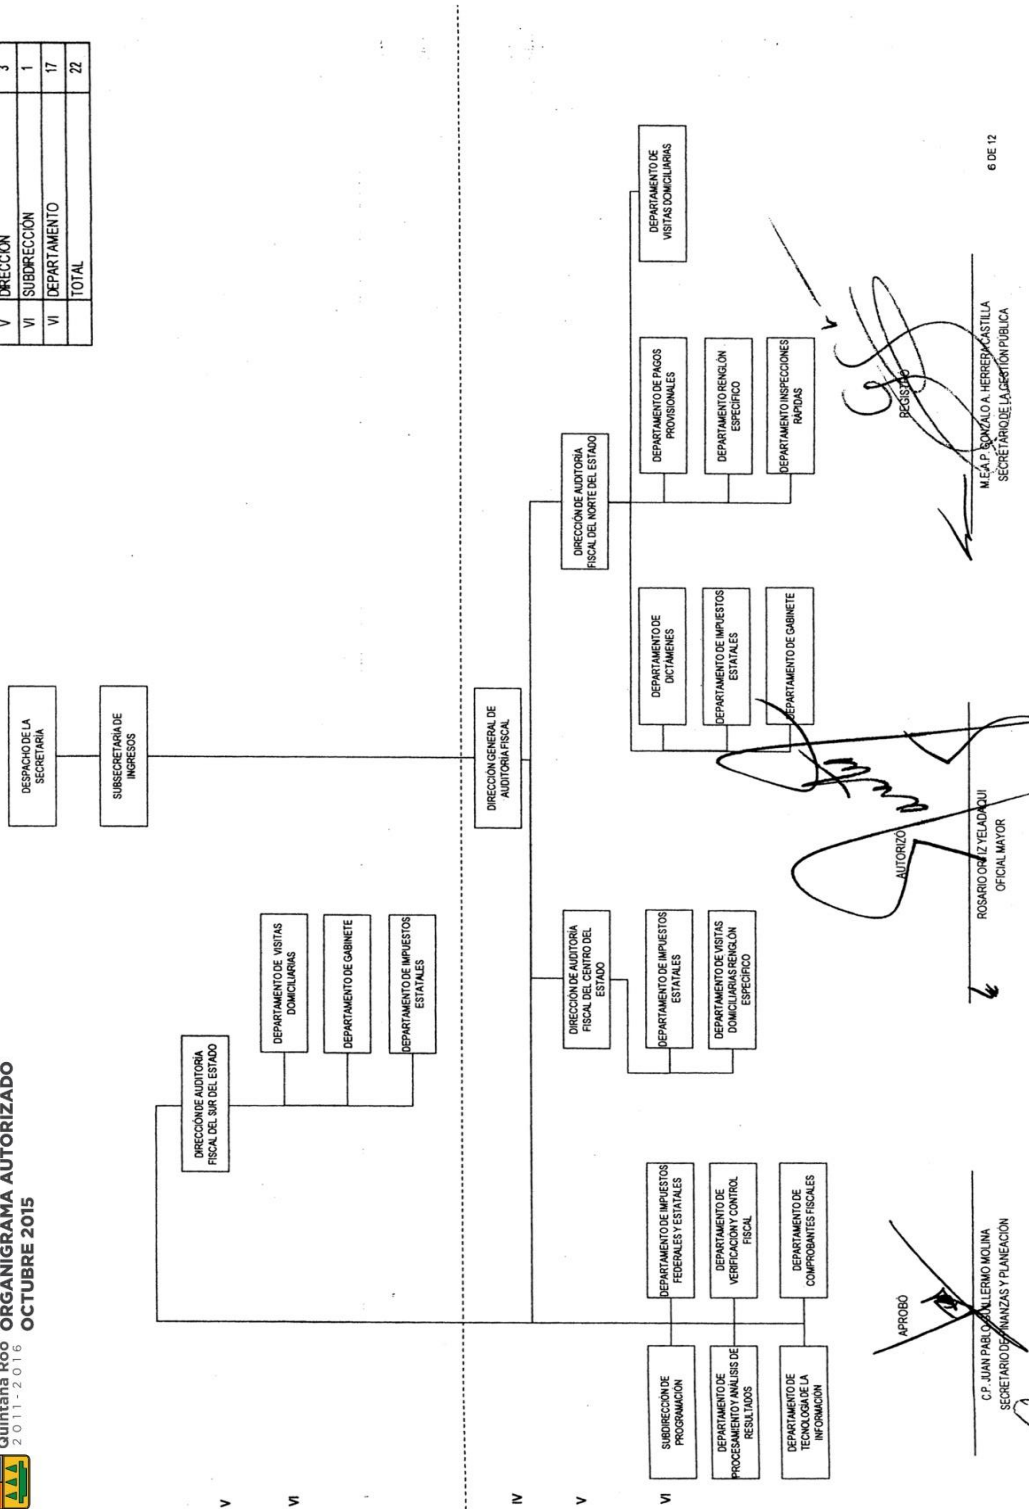 Quintana Roo
2011-2016
ORGANIGRAMA AUTORIZADO
OCTUBRE 2015
V DIRECCIÓN 3
VI SUBDIRECCIÓN 1
VI DEPARTAMENTO 17
TOTAL 22
DESPACHO DE LA
SECRETARÍA
SUBSECRETARÍA DE
INGRESOS
V
DIRECCIÓN DE AUDITORÍA
FISCAL DEL SUR DEL ESTADO
VI
DEPARTAMENTO DE VISITAS
DOMICILIARIAS
DEPARTAMENTO DE GABINETE
DEPARTAMENTO DE IMPUESTOS
ESTATALES
IV
DIRECCIÓN GENERAL DE
AUDITORÍA FISCAL
V
DIRECCIÓN DE AUDITORÍA
FISCAL DEL CENTRO DEL
ESTADO
DIRECCIÓN DE AUDITORÍA
FISCAL DEL NORTE DEL ESTADO
VI
SUBDIRECCIÓN DE
PROGRAMACIÓN
DEPARTAMENTO DE
PROCESAMIENTO Y ANÁLISIS DE
RESULTADOS
DEPARTAMENTO DE
TECNOLOGÍA DE LA
INFORMACIÓN
DEPARTAMENTO DE IMPUESTOS
FEDERALES Y ESTATALES
DEPARTAMENTO DE
VERIFICACIÓN Y CONTROL
FISCAL
DEPARTAMENTO DE
COMPROBANTES FISCALES
DEPARTAMENTO DE IMPUESTOS
ESTATALES
DEPARTAMENTO DE VISITAS
DOMICILIARIAS RENGLÓN
ESPECÍFICO
DEPARTAMENTO DE
DICTÁMENES
DEPARTAMENTO DE IMPUESTOS
ESTATALES
DEPARTAMENTO DE GABINETE
DEPARTAMENTO DE PAGOS
PROVISIONALES
DEPARTAMENTO RENGLÓN
ESPECÍFICO
DEPARTAMENTO INSPECCIONES
RÁPIDAS
DEPARTAMENTO DE
VISITAS DOMICILIARIAS
APROBÓ
C.P. JUAN PABLO GUILLERMO MOLINA
SECRETARIO DE FINANZAS Y PLANEACIÓN
AUTORIZÓ
ROSARIO ORTIZ YELADAQUI
OFICIAL MAYOR
REGISTRÓ
M.E.A.P. GONZALO A. HERRERA CASTILLA
SECRETARIO DE LA GESTIÓN PÚBLICA
6 DE 12